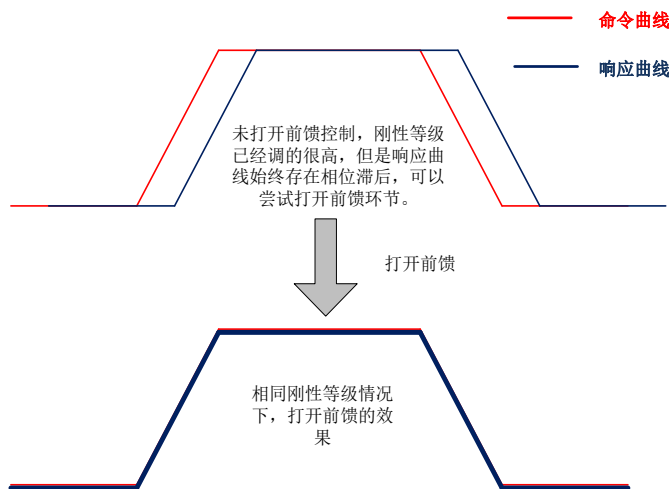 命令曲线
响应曲线
未打开前馈控制，刚性等级
已经调的很高，但是响应曲
线始终存在相位滞后，可以
尝试打开前馈环节。
打开前馈
相同刚性等级情况
下，打开前馈的效
果